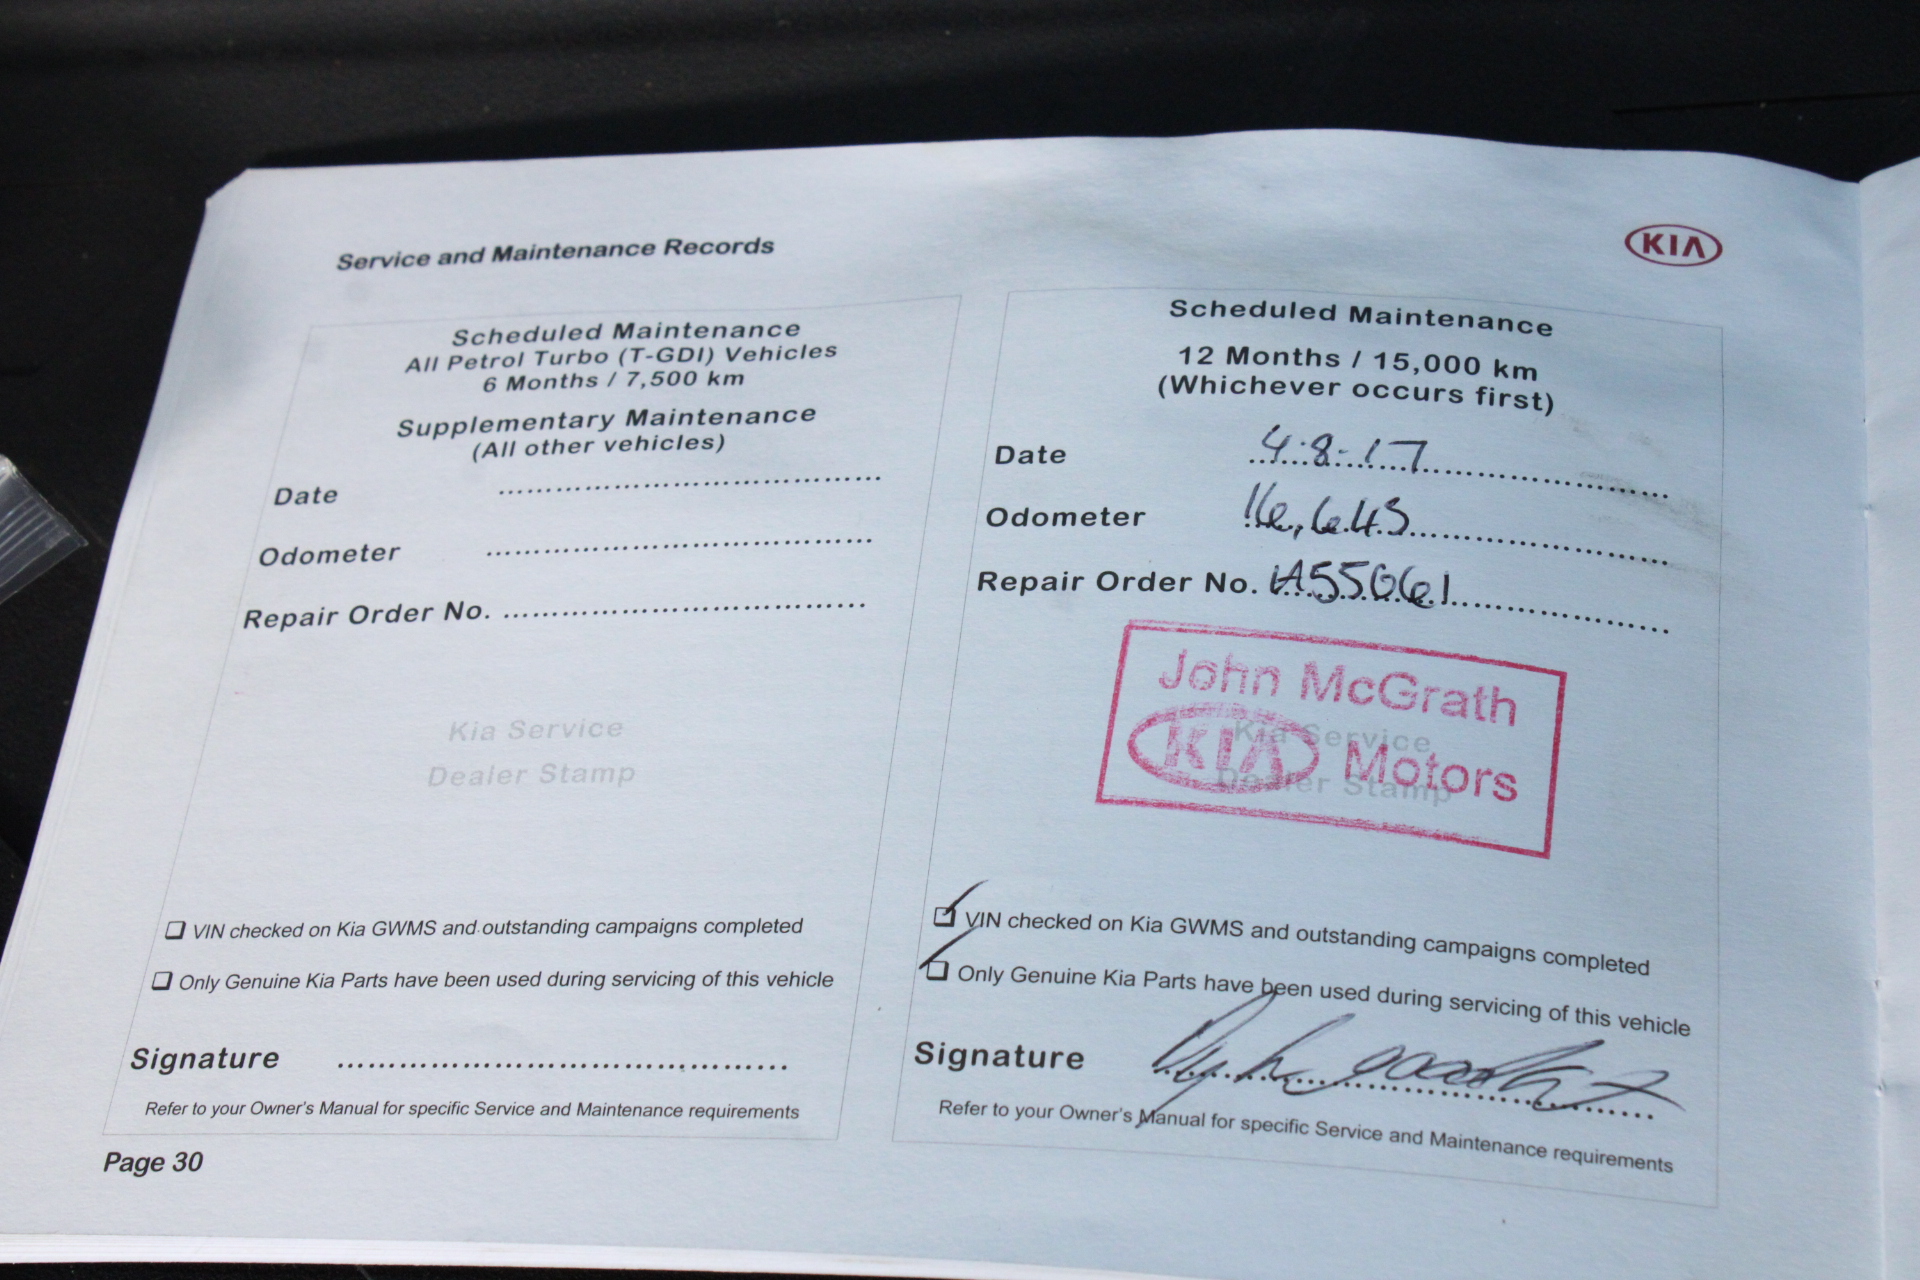 Service and Maintenance Records
KIA
Scheduled Maintenance
All Petrol Turbo (T-GDI) Vehicles
6 Months / 7,500 km
Supplementary Maintenance
(All other vehicles)
Date
Odometer
Repair Order No.
Kia Service
Dealer Stamp
VIN checked on Kia GWMS and outstanding campaigns completed
Only Genuine Kia Parts have been used during servicing of this vehicle
Signature
Refer to your Owner's Manual for specific Service and Maintenance requirements
Page 30
Scheduled Maintenance
12 Months / 15,000 km
(Whichever occurs first)
Date 4.8.17
Odometer 16,643
Repair Order No.
John McGrath
KIA Motors
Kia Service
Dealer Stamp
VIN checked on Kia GWMS and outstanding campaigns completed
Only Genuine Kia Parts have been used during servicing of this vehicle
Signature
Refer to your Owner's Manual for specific Service and Maintenance requirements